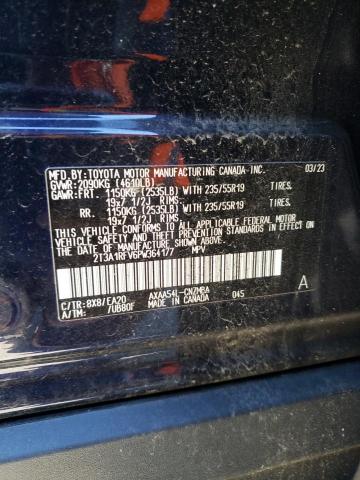 MFD.BY:TOYOTA MOTOR MANUFACTURING CANADA-INC. 03/23
GVWR:2090KG (4610LB)
GAWR:FRT. 1150KG (2535LB)WITH 235/55R19 TIRES,
19x7 1/2J RIMS,
RR. 1150KG (2535LB)WITH 235/55R19 TIRES,
19x7 1/2J RIMS,
THIS VEHICLE CONFORMS TO ALL APPLICABLE FEDERAL MOTOR VEHICLE SAFETY,
BUMPER, AND THEFT PREVENTION STANDARDS IN EFFECT ON THE DATE OF MANUFACTURE SHOWN ABOVE.
2T3A1RFV6PW364177 MPV
C/TR:8X8/EA20 AXAA54L-CNZMBA
A/TM: /UB80F MADE IN CANADA 045
A